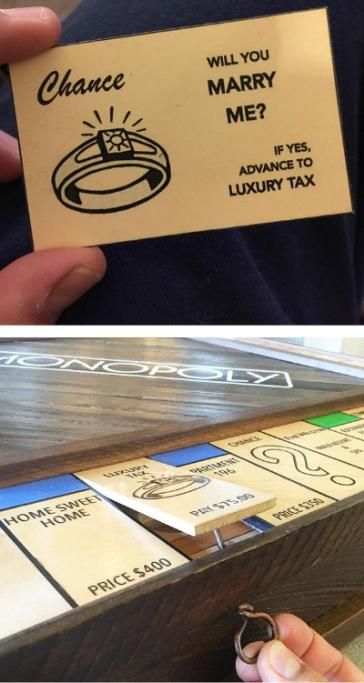 Chance
WILL YOU
MARRY
ME?
IF YES,
ADVANCE TO
LUXURY TAX
MONOPOLY
HOME SWEET
HOME
PRICE $400
LUXURY
TAX
PAY $75.00
PARTMENT
196
PRICE $350
CHANCE